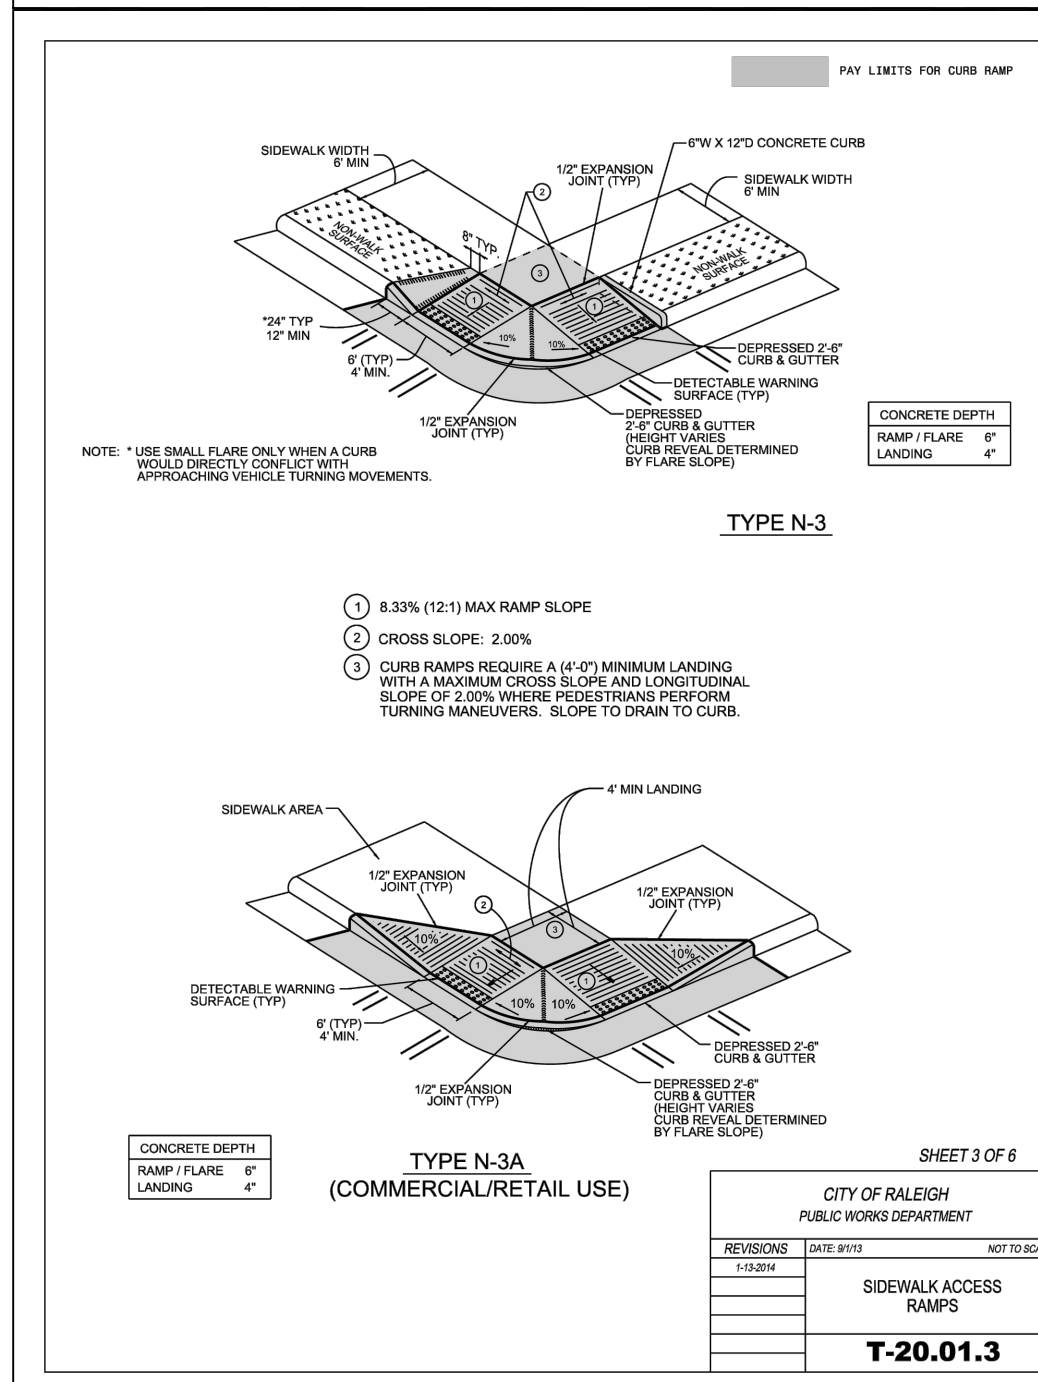 PAY LIMITS FOR CURB RAMP
SIDEWALK WIDTH
6' MIN
6"W X 12"D CONCRETE CURB
1/2" EXPANSION
JOINT (TYP)
SIDEWALK WIDTH
6' MIN
2
NON-WALK
SURFACE
8" TYP.
3
NON-WALK
SURFACE
1
1
*24" TYP
12" MIN
10%
10%
6' (TYP)
4' MIN.
DEPRESSED 2'-6"
CURB & GUTTER
DETECTABLE WARNING
SURFACE (TYP)
1/2" EXPANSION
JOINT (TYP)
DEPRESSED
2'-6" CURB & GUTTER
(HEIGHT VARIES
CURB REVEAL DETERMINED
BY FLARE SLOPE)
CONCRETE DEPTH
RAMP / FLARE 6"
LANDING 4"
NOTE: * USE SMALL FLARE ONLY WHEN A CURB
WOULD DIRECTLY CONFLICT WITH
APPROACHING VEHICLE TURNING MOVEMENTS.
TYPE N-3
1 8.33% (12:1) MAX RAMP SLOPE
2 CROSS SLOPE: 2.00%
3 CURB RAMPS REQUIRE A (4'-0") MINIMUM LANDING
WITH A MAXIMUM CROSS SLOPE AND LONGITUDINAL
SLOPE OF 2.00% WHERE PEDESTRIANS PERFORM
TURNING MANEUVERS. SLOPE TO DRAIN TO CURB.
4' MIN LANDING
SIDEWALK AREA
1/2" EXPANSION
JOINT (TYP)
1/2" EXPANSION
JOINT (TYP)
2
3
10%
10%
1
1
DETECTABLE WARNING
SURFACE (TYP)
10%
10%
6' (TYP)
4' MIN.
DEPRESSED 2'-6"
CURB & GUTTER
1/2" EXPANSION
JOINT (TYP)
DEPRESSED 2'-6"
CURB & GUTTER
(HEIGHT VARIES
CURB REVEAL DETERMINED
BY FLARE SLOPE)
CONCRETE DEPTH
RAMP / FLARE 6"
LANDING 4"
TYPE N-3A
(COMMERCIAL/RETAIL USE)
SHEET 3 OF 6
CITY OF RALEIGH
PUBLIC WORKS DEPARTMENT
REVISIONS
DATE: 9/1/13 NOT TO SCA
1-13-2014
SIDEWALK ACCESS
RAMPS
T-20.01.3